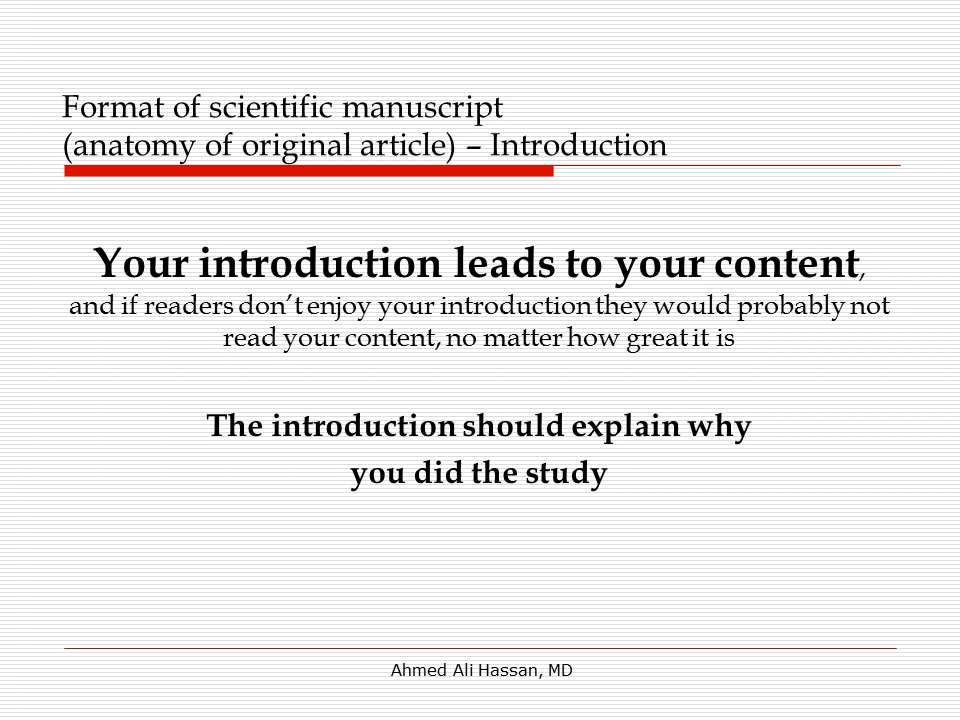 Format of scientific manuscript
(anatomy of original article) – Introduction
Your introduction leads to your content,
and if readers don’t enjoy your introduction they would probably not
read your content, no matter how great it is
The introduction should explain why
you did the study
Ahmed Ali Hassan, MD